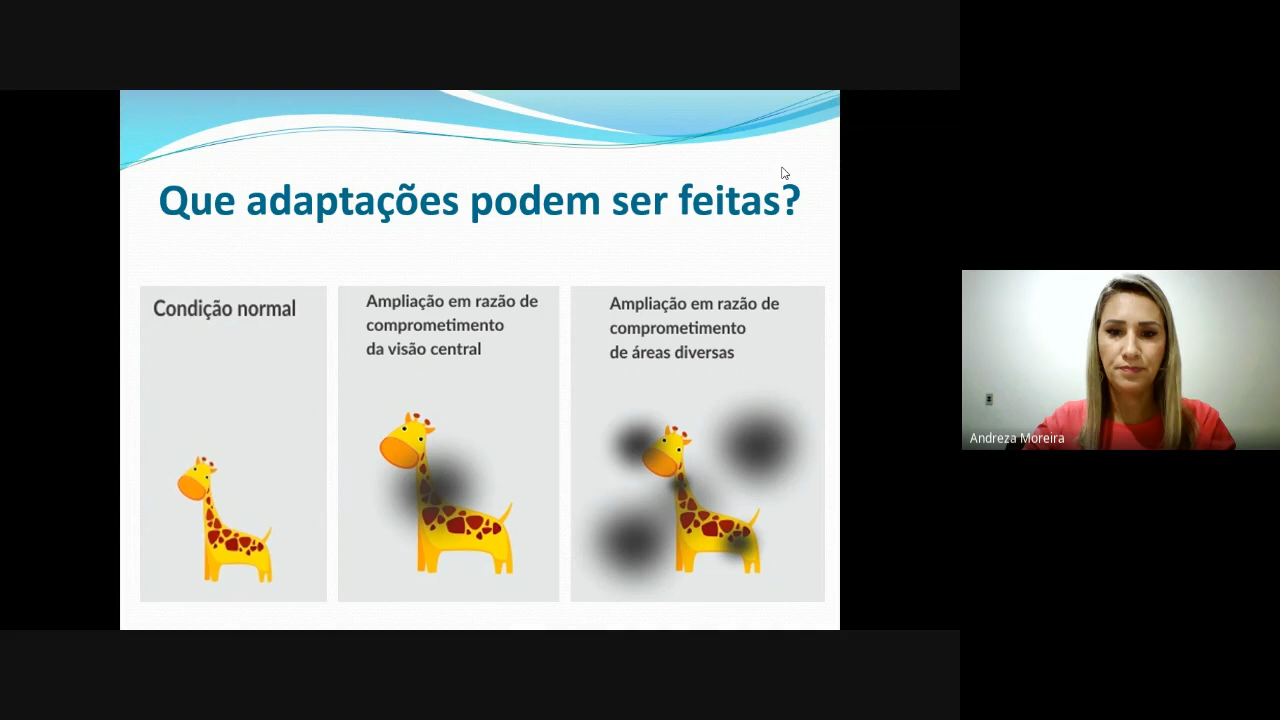 Que adaptações podem ser feitas?
Condição normal
Ampliação em razão de
comprometimento
da visão central
Ampliação em razão de
comprometimento
de áreas diversas
Andreza Moreira